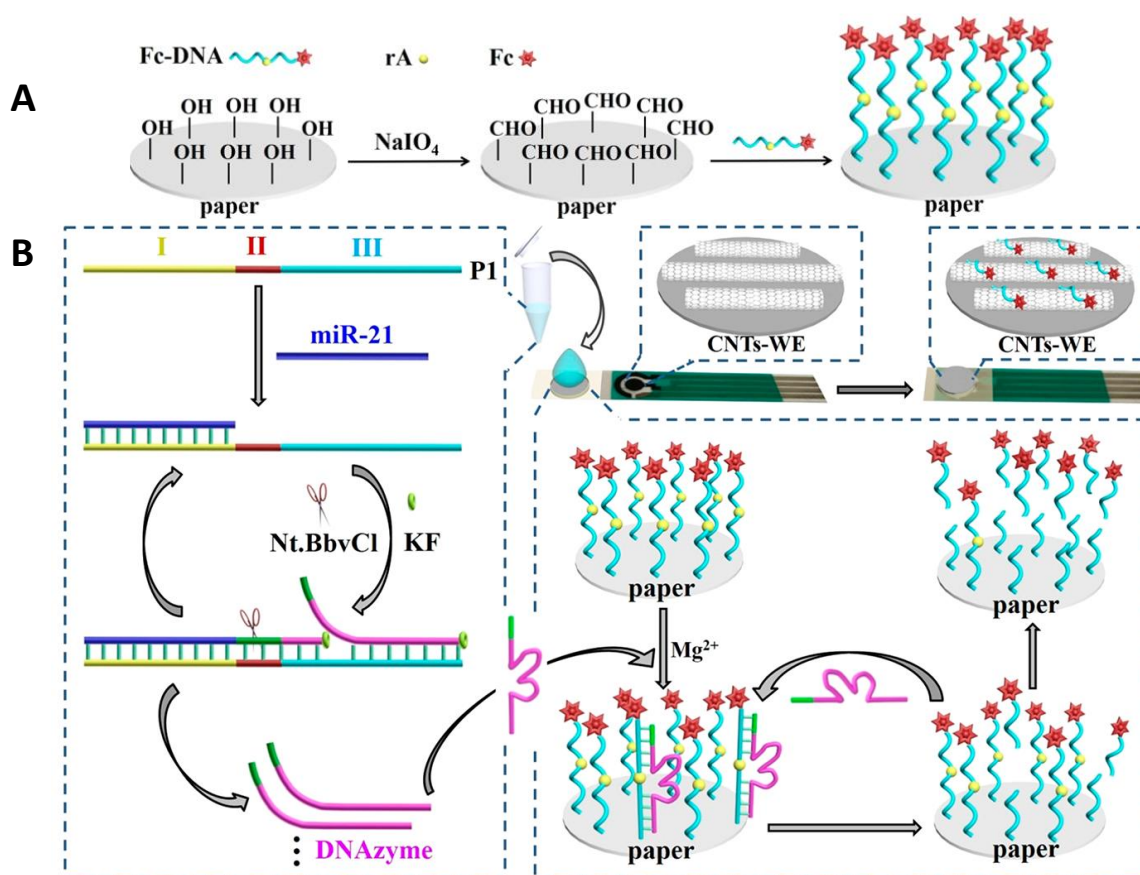 A
Fc-DNA rA Fc
OH OH OH OH OH OH OH OH
NaIO4
CHO CHO CHO CHO CHO CHO CHO CHO
paper paper paper
B
I II III
P1
miR-21
Nt.BbvCl KF
DNAzyme
CNTs-WE CNTs-WE
paper paper
Mg2+
paper paper